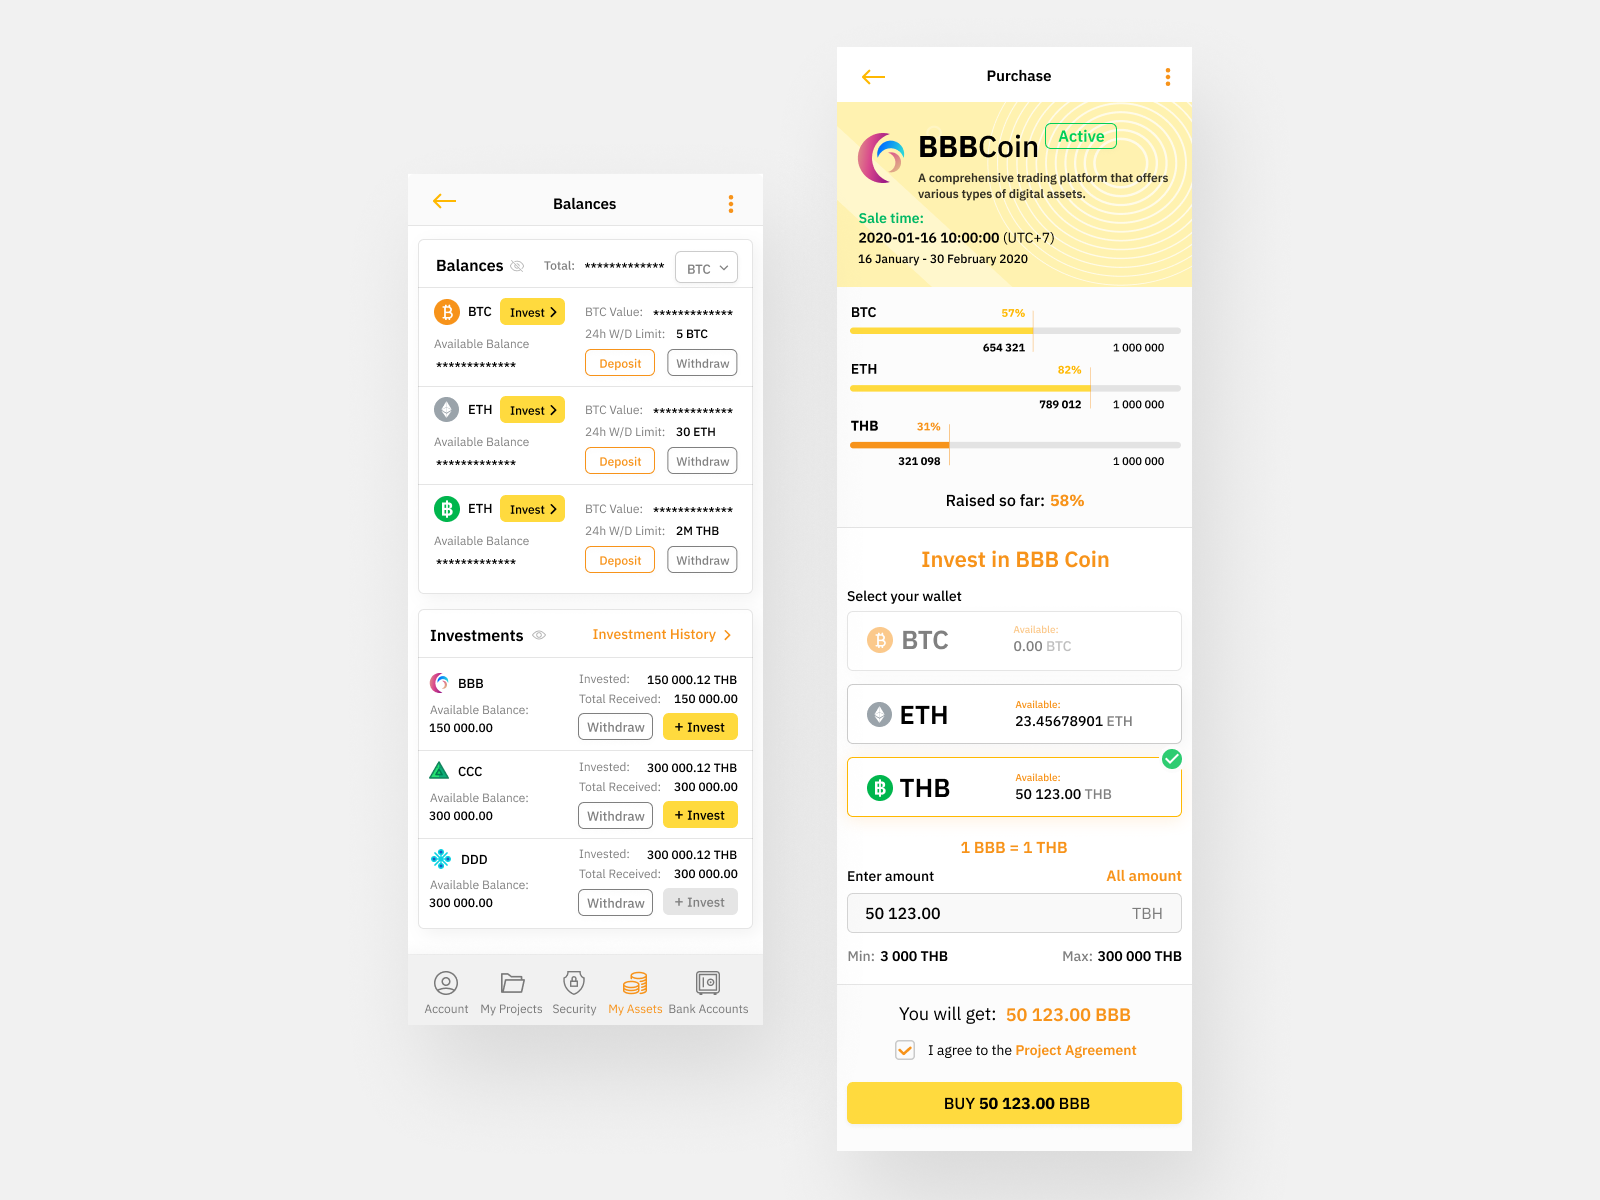 Balances
Balances Total: ************* BTC
BTC Invest BTC Value: *************
24h W/D Limit: 5 BTC
Available Balance
************* Deposit Withdraw
ETH Invest BTC Value: *************
24h W/D Limit: 30 ETH
Available Balance
************* Deposit Withdraw
ETH Invest BTC Value: *************
24h W/D Limit: 2M THB
Available Balance
************* Deposit Withdraw
Investments Investment History
BBB Invested: 150 000.12 THB
Total Received: 150 000.00
Available Balance:
150 000.00 Withdraw + Invest
CCC Invested: 300 000.12 THB
Total Received: 300 000.00
Available Balance:
300 000.00 Withdraw + Invest
DDD Invested: 300 000.12 THB
Total Received: 300 000.00
Available Balance:
300 000.00 Withdraw + Invest
Account My Projects Security My Assets Bank Accounts
Purchase
BBBCoin Active
A comprehensive trading platform that offers
various types of digital assets.
Sale time:
2020-01-16 10:00:00 (UTC+7)
16 January - 30 February 2020
BTC 57%
654 321 1 000 000
ETH 82%
789 012 1 000 000
THB 31%
321 098 1 000 000
Raised so far: 58%
Invest in BBB Coin
Select your wallet
BTC Available:
0.00 BTC
ETH Available:
23.45678901 ETH
THB Available:
50 123.00 THB
1 BBB = 1 THB
Enter amount All amount
50 123.00 TBH
Min: 3 000 THB Max: 300 000 THB
You will get: 50 123.00 BBB
I agree to the Project Agreement
BUY 50 123.00 BBB